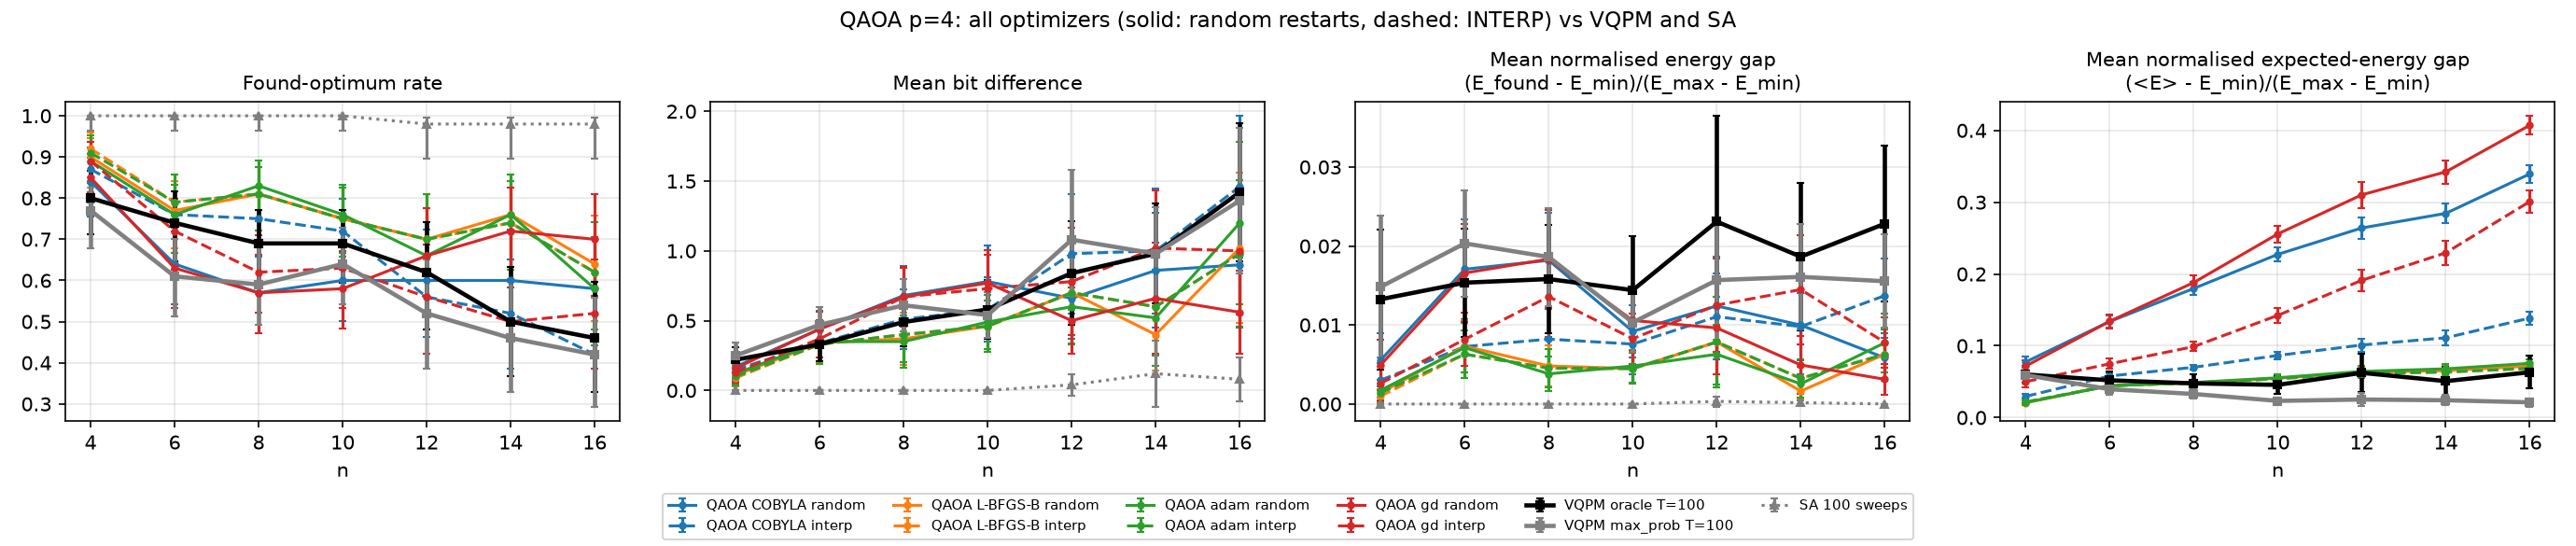 QAOA p=4: all optimizers (solid: random restarts, dashed: INTERP) vs VQPM and SA
Found-optimum rate
1.0
0.9
0.8
0.7
0.6
0.5
0.4
0.3
4 6 8 10 12 14 16
n
Mean bit difference
2.0
1.5
1.0
0.5
0.0
4 6 8 10 12 14 16
n
Mean normalised energy gap
(E_found - E_min)/(E_max - E_min)
0.03
0.02
0.01
0.00
4 6 8 10 12 14 16
n
Mean normalised expected-energy gap
(<E> - E_min)/(E_max - E_min)
0.4
0.3
0.2
0.1
0.0
4 6 8 10 12 14 16
n
QAOA COBYLA random
QAOA COBYLA interp
QAOA L-BFGS-B random
QAOA L-BFGS-B interp
QAOA adam random
QAOA adam interp
QAOA gd random
QAOA gd interp
VQPM oracle T=100
VQPM max_prob T=100
SA 100 sweeps